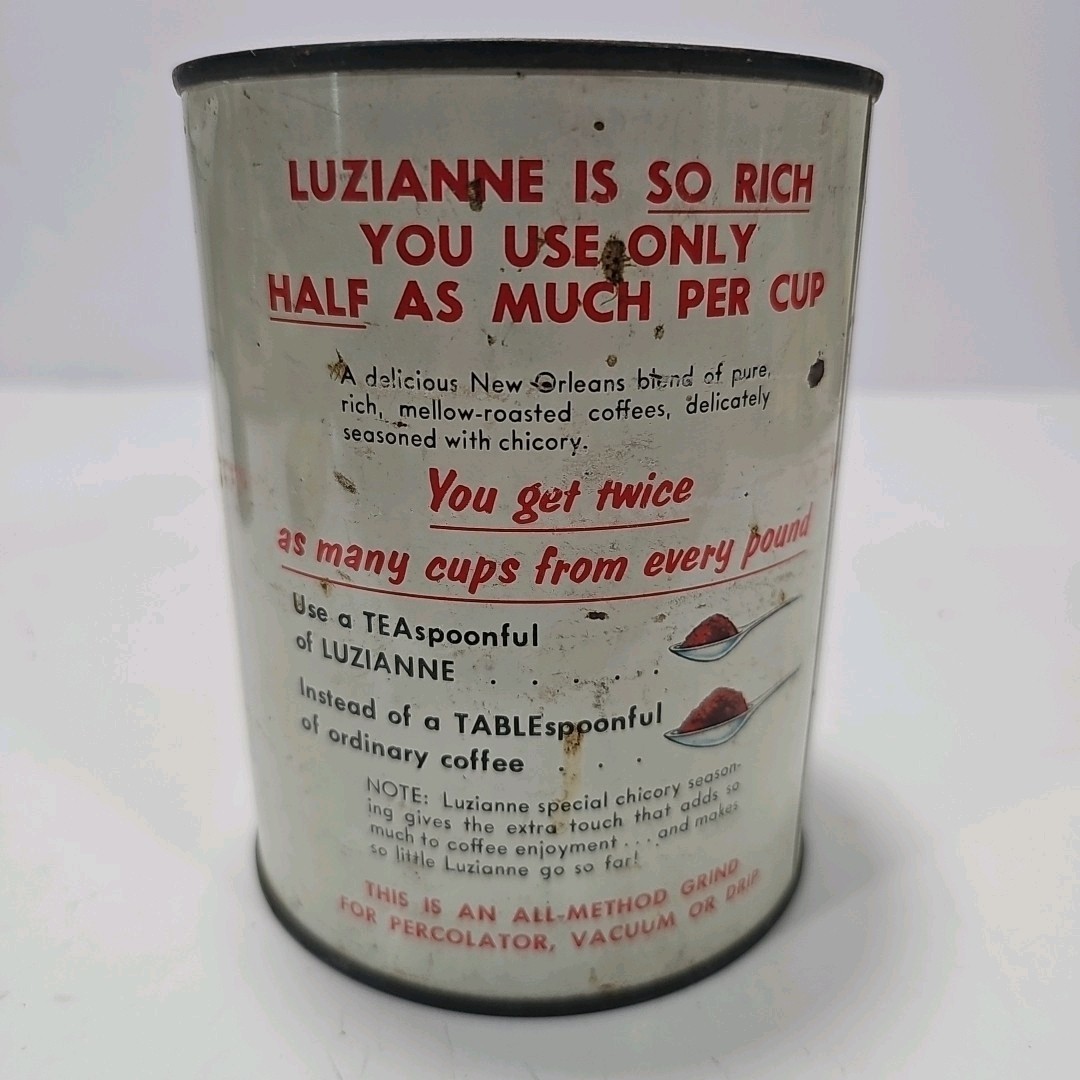 LUZIANNE IS SO RICH
YOU USE ONLY
HALF AS MUCH PER CUP
A delicious New Orleans blend of pure,
rich, mellow-roasted coffees, delicately
seasoned with chicory.
You get twice
as many cups from every pound
Use a TEAspoonful
of LUZIANNE . . . . . .
Instead of a TABLEspoonful
of ordinary coffee . . .
NOTE: Luzianne special chicory season-
ing gives the extra touch that adds so
much to coffee enjoyment . . . and makes
so little Luzianne go so far!
THIS IS AN ALL-METHOD GRIND
FOR PERCOLATOR, VACUUM OR DRIP